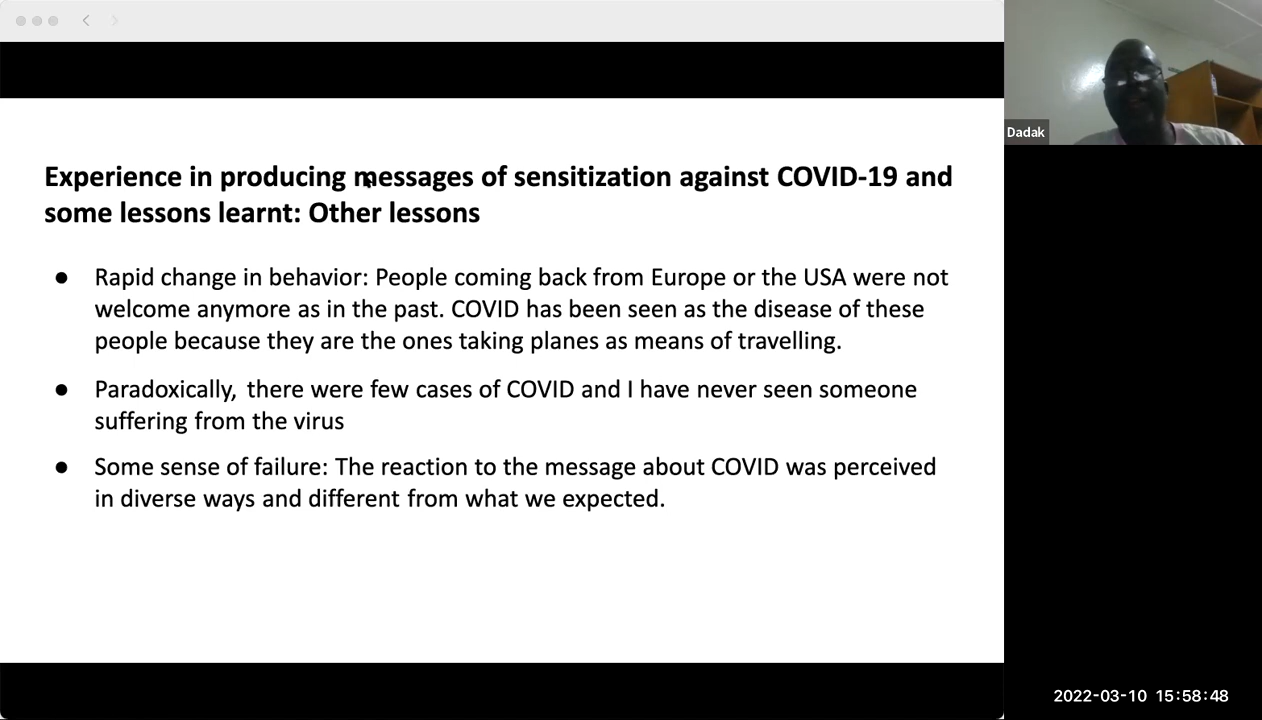 Experience in producing messages of sensitization against COVID-19 and
some lessons learnt: Other lessons
● Rapid change in behavior: People coming back from Europe or the USA were not
welcome anymore as in the past. COVID has been seen as the disease of these
people because they are the ones taking planes as means of travelling.
● Paradoxically, there were few cases of COVID and I have never seen someone
suffering from the virus
● Some sense of failure: The reaction to the message about COVID was perceived
in diverse ways and different from what we expected.
Dadak
2022-03-10 15:58:48